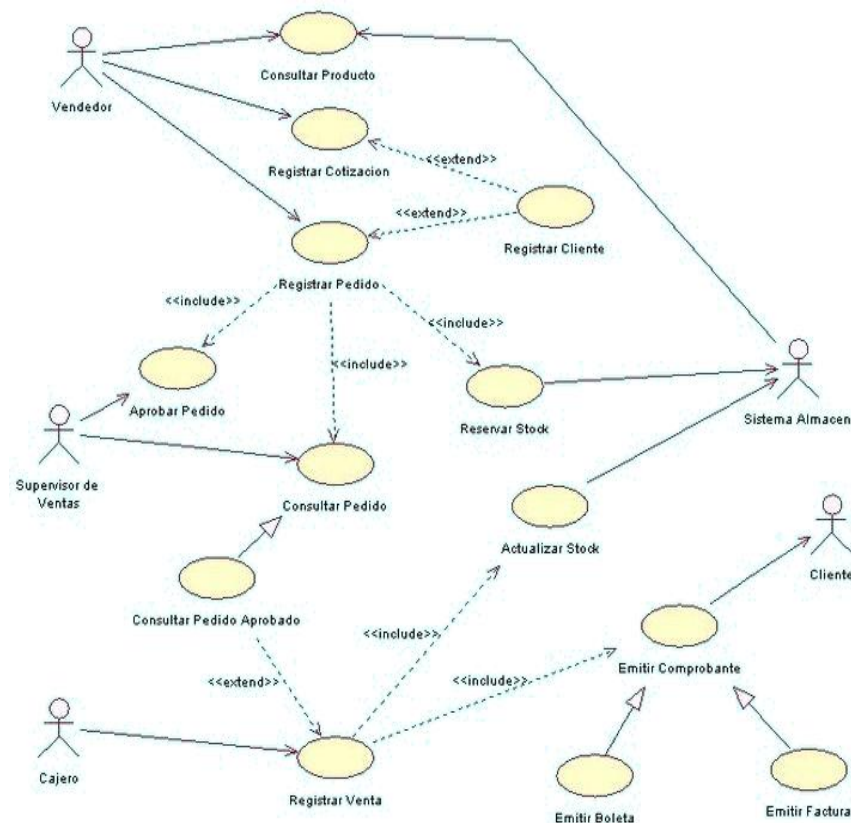 Consultar Producto
Vendedor
<<extend>>
Registrar Cotizacion
<<extend>>
Registrar Cliente
Registrar Pedido
<<include>>
<<include>>
<<include>>
Aprobar Pedido
Reservar Stock
Sistema Almacen
Supervisor de
Ventas
Consultar Pedido
Actualizar Stock
Cliente
Consultar Pedido Aprobado
<<include>>
Emitir Comprobante
<<extend>>
<<include>>
Cajero
Registrar Venta
Emitir Boleta
Emitir Factura